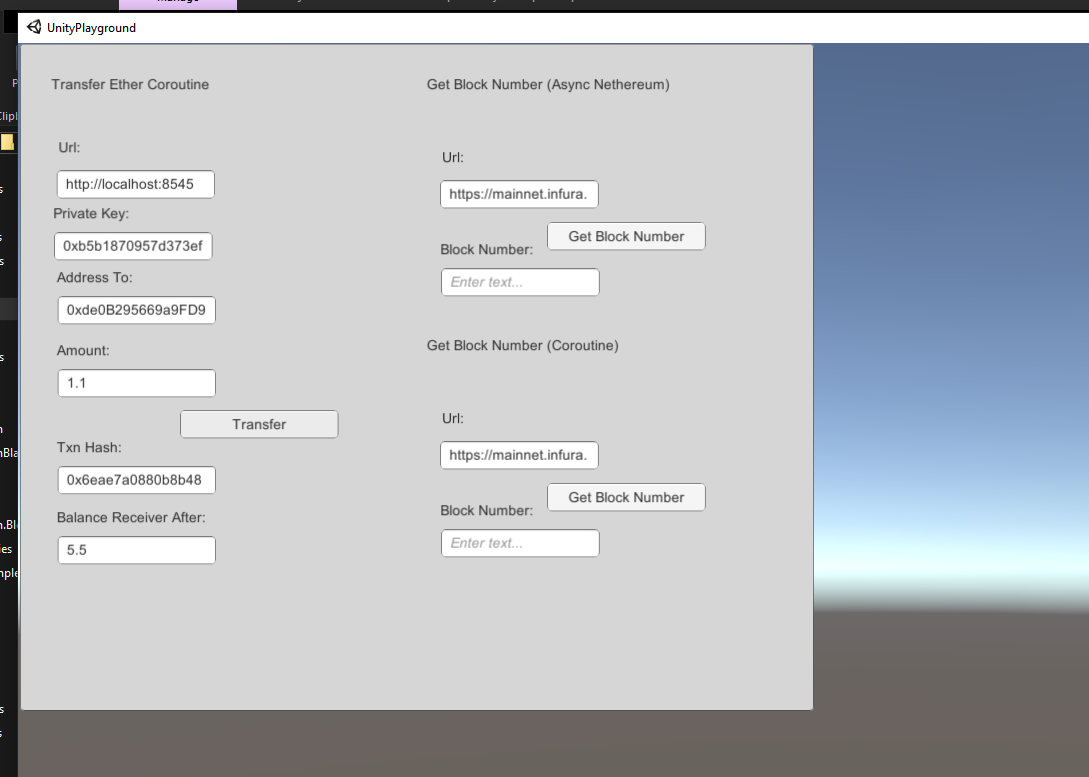 UnityPlayground
Transfer Ether Coroutine
Url:
http://localhost:8545
Private Key:
0xb5b1870957d373ef
Address To:
0xde0B295669a9FD9
Amount:
1.1
Transfer
Txn Hash:
0x6eae7a0880b8b48
Balance Receiver After:
5.5
Get Block Number (Async Nethereum)
Url:
https://mainnet.infura.
Get Block Number
Block Number:
Enter text...
Get Block Number (Coroutine)
Url:
https://mainnet.infura.
Get Block Number
Block Number:
Enter text...